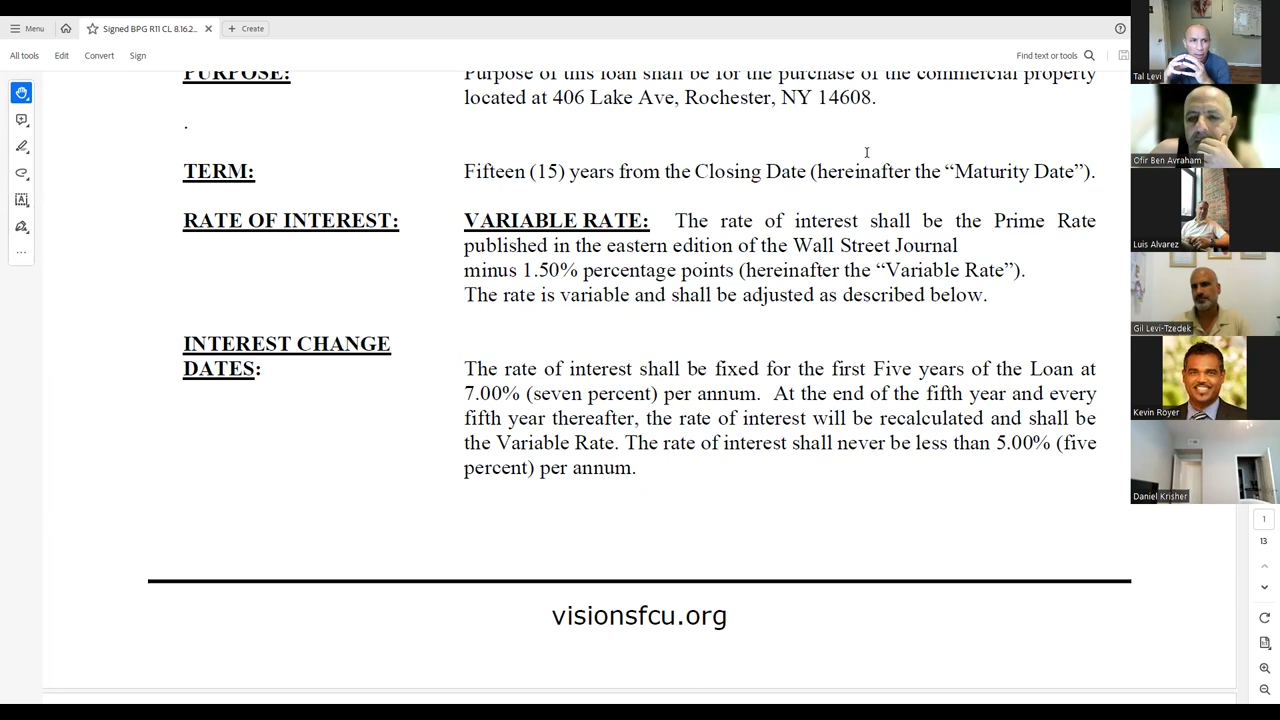 Menu
Signed BPG R11 CL 8.16.2...
Create
All tools
Edit
Convert
Sign
Find text or tools
PURPOSE:
Purpose of this loan shall be for the purchase of the commercial property
located at 406 Lake Ave, Rochester, NY 14608.
.
TERM:
Fifteen (15) years from the Closing Date (hereinafter the “Maturity Date”).
RATE OF INTEREST:
VARIABLE RATE: The rate of interest shall be the Prime Rate
published in the eastern edition of the Wall Street Journal
minus 1.50% percentage points (hereinafter the “Variable Rate”).
The rate is variable and shall be adjusted as described below.
INTEREST CHANGE
DATES:
The rate of interest shall be fixed for the first Five years of the Loan at
7.00% (seven percent) per annum. At the end of the fifth year and every
fifth year thereafter, the rate of interest will be recalculated and shall be
the Variable Rate. The rate of interest shall never be less than 5.00% (five
percent) per annum.
visionsfcu.org
Tal Levi
Ofir Ben Avraham
Luis Alvarez
Gil Levi-Tzedek
Kevin Royer
Daniel Krisher
1
13